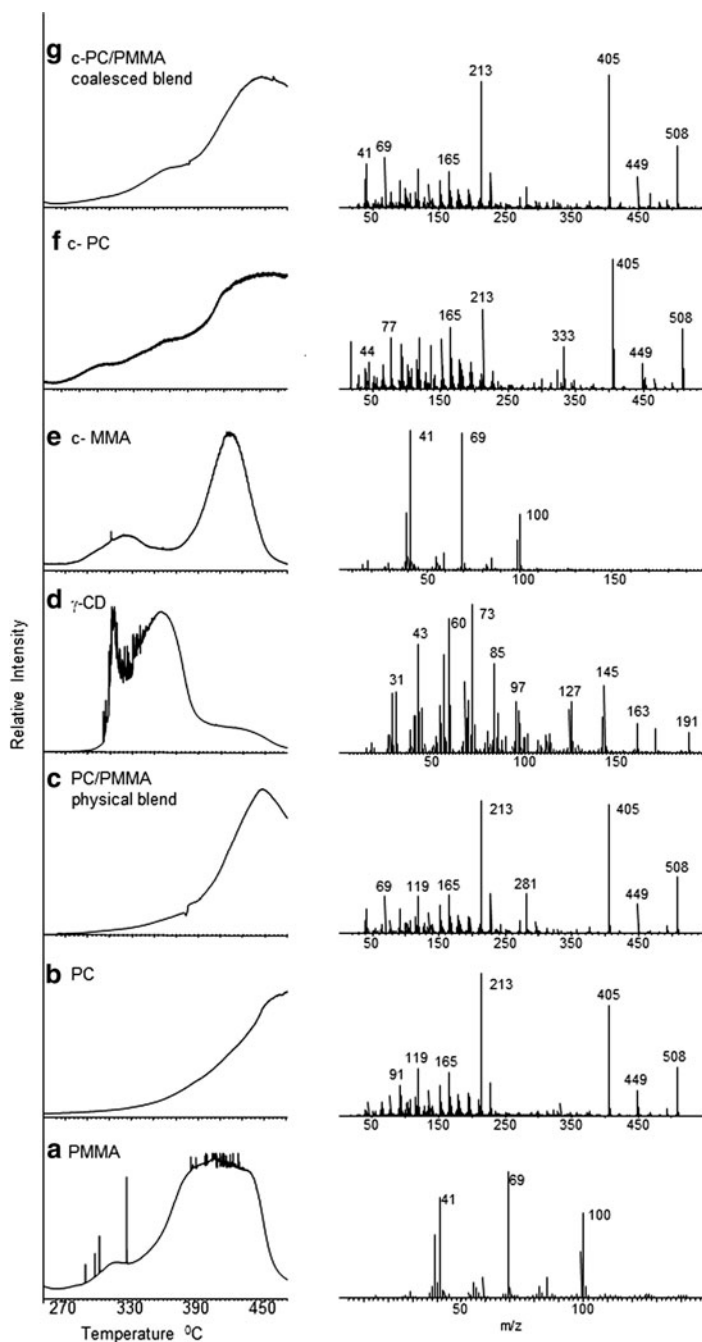 g c-PC/PMMA
coalesced blend
41 69 165 213 405 449 508
50 150 250 350 450
f c- PC
44 77 165 213 333 405 449 508
50 150 250 350 450
e c- MMA
41 69 100
50 100 150
d γ-CD
31 43 60 73 85 97 127 145 163 191
50 100 150
Relative Intensity
c PC/PMMA
physical blend
69 119 165 213 281 405 449 508
50 150 250 350 450
b PC
91 119 165 213 405 449 508
50 150 250 350 450
a PMMA
41 69 100
50 100
270 330 390 450
Temperature ⁰C
m/z